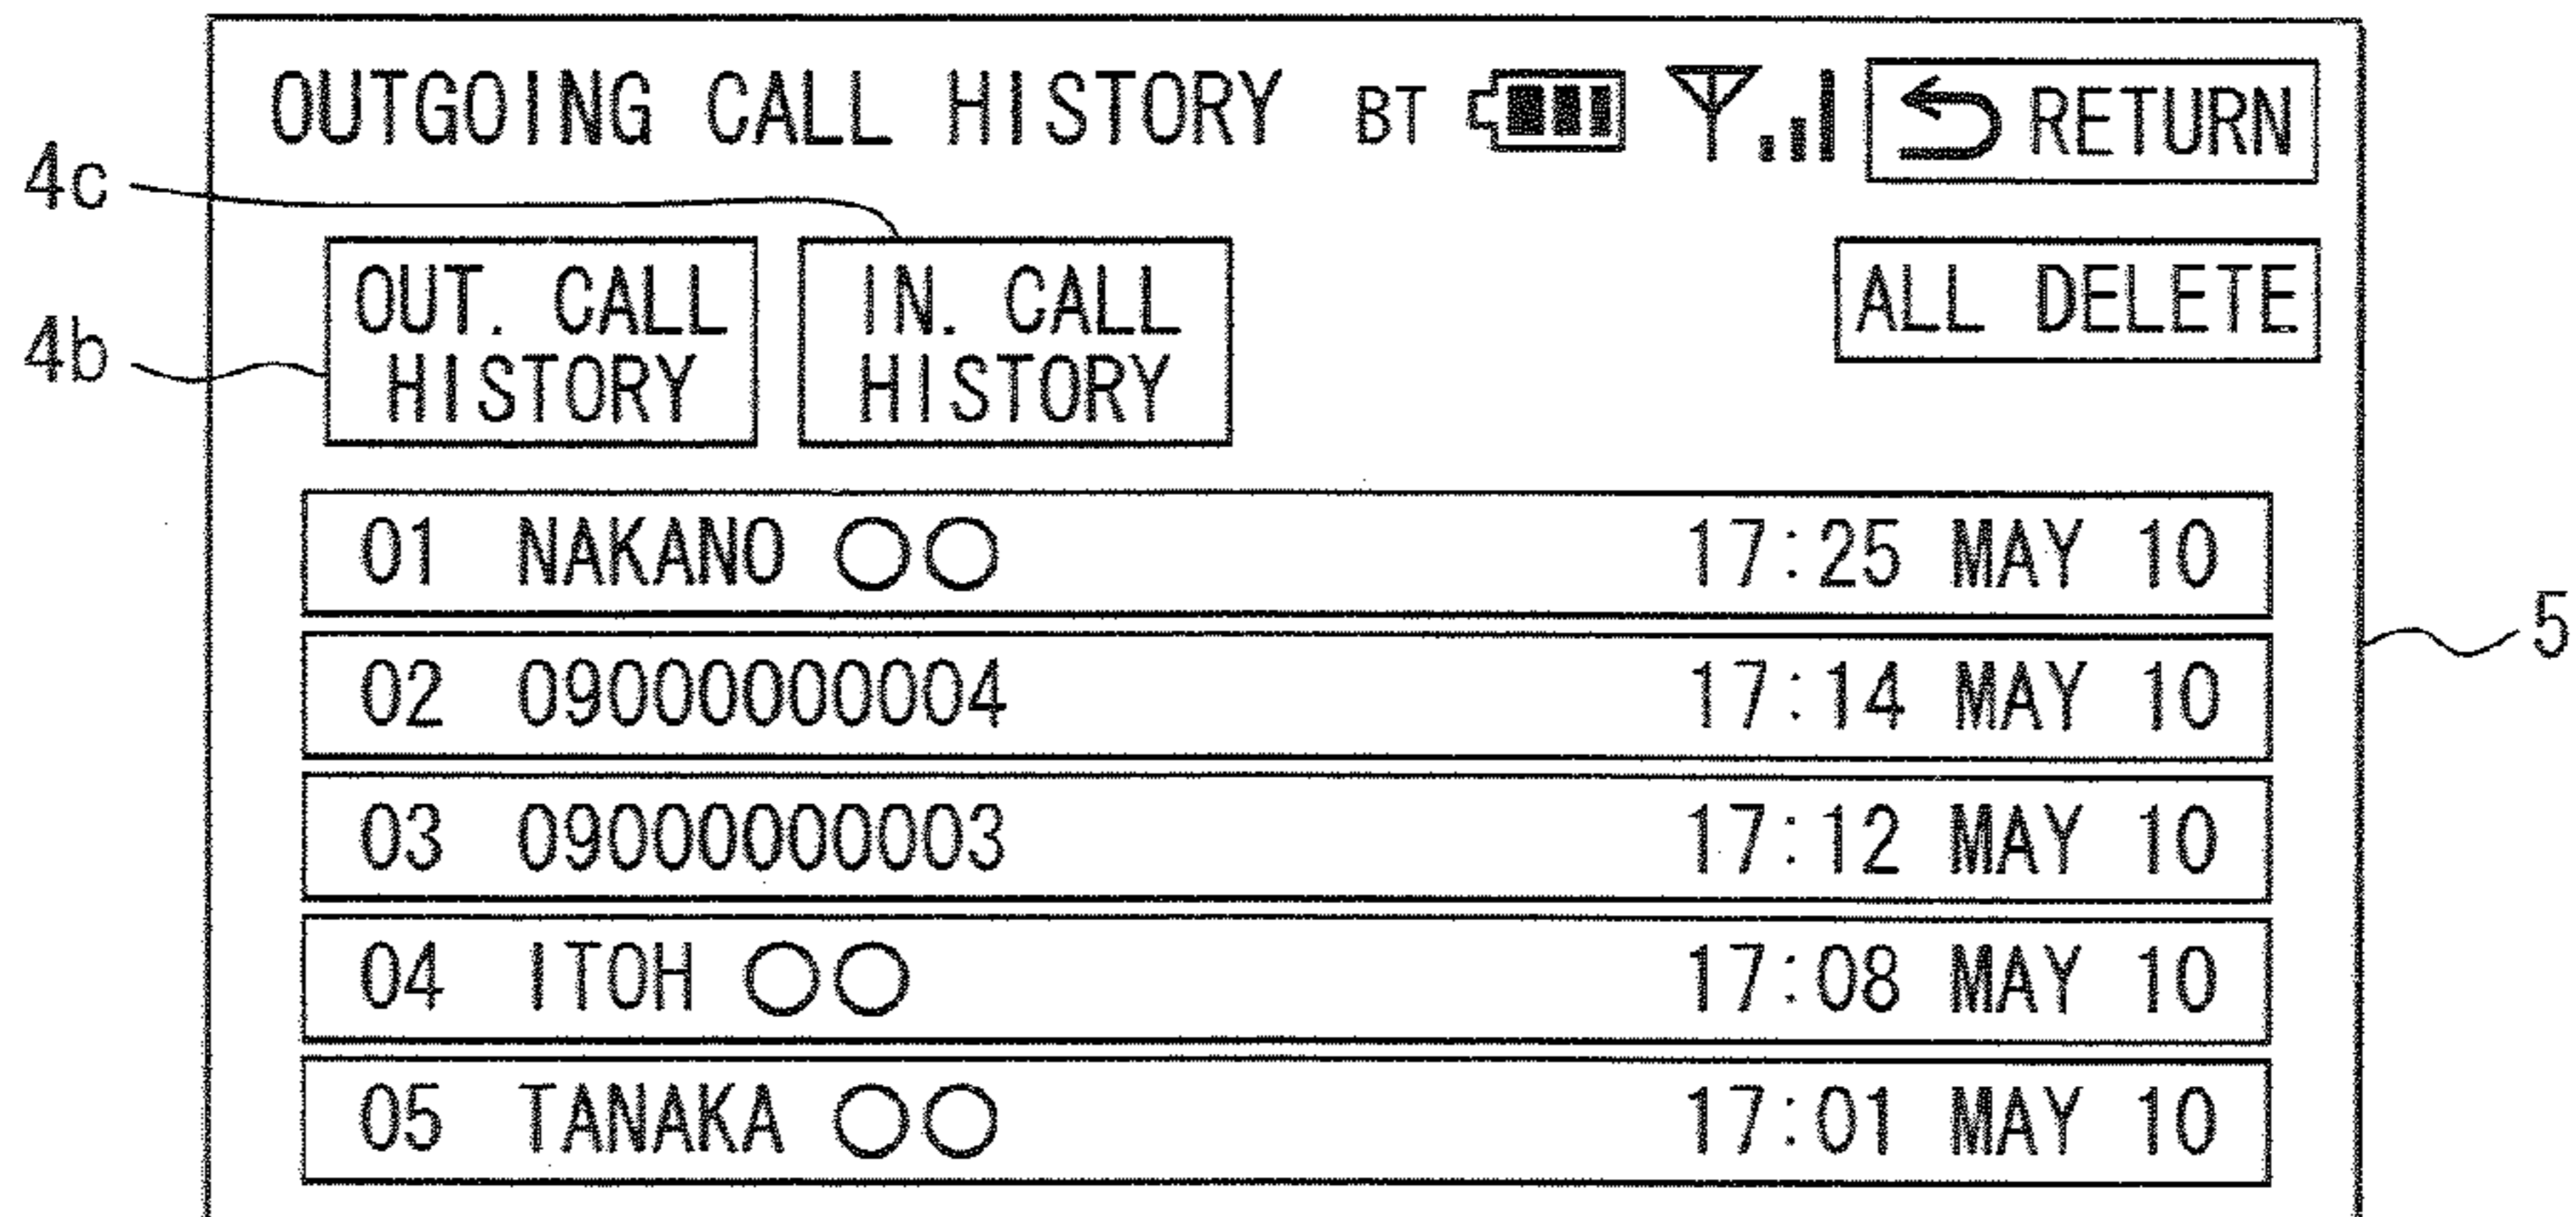 OUTGOING CALL HISTORY BT RETURN
4c
OUT. CALL HISTORY
IN. CALL HISTORY
ALL DELETE
4b
01 NAKANO ○○ 17:25 MAY 10
5
02 09000000004 17:14 MAY 10
03 09000000003 17:12 MAY 10
04 ITOH ○○ 17:08 MAY 10
05 TANAKA ○○ 17:01 MAY 10